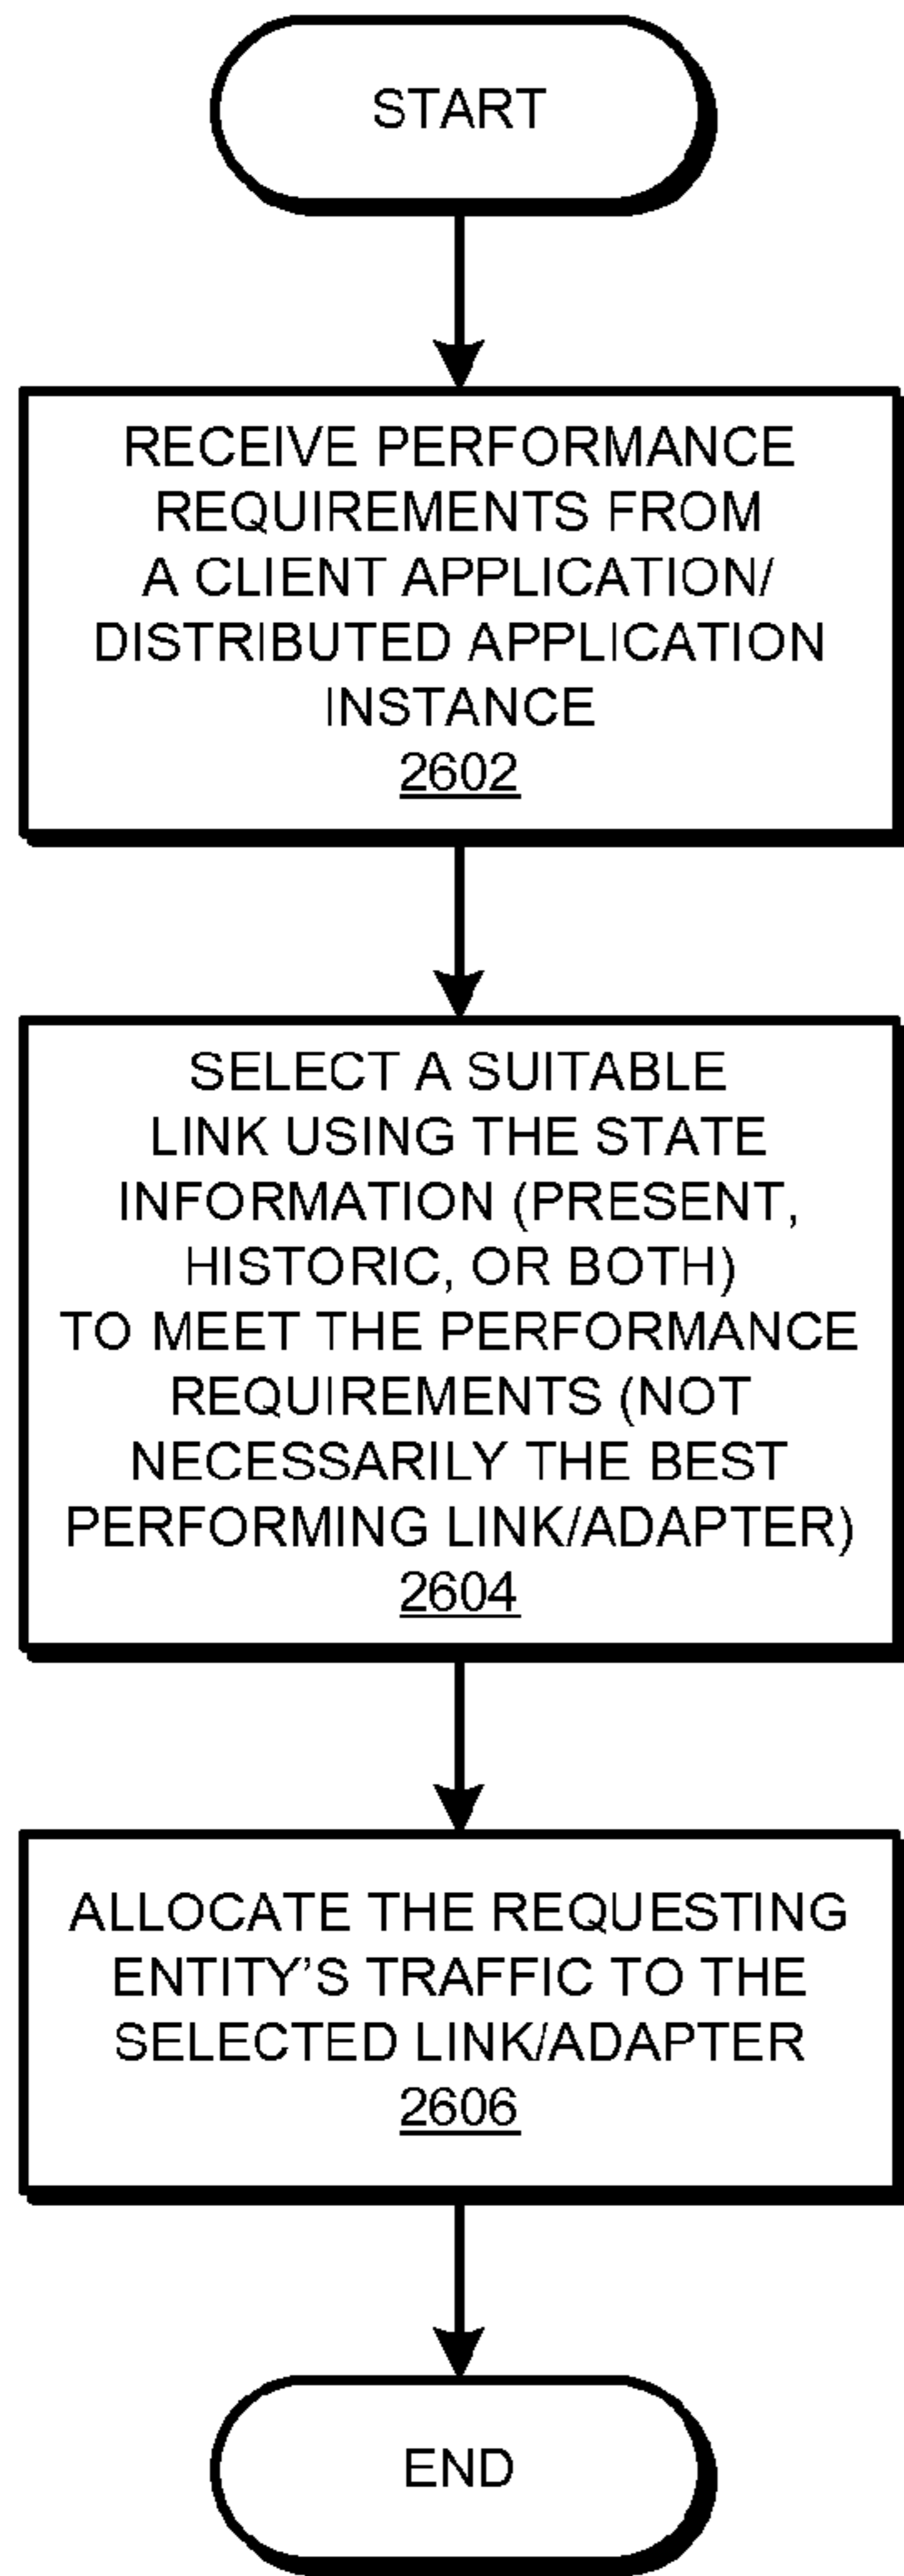 START
RECEIVE PERFORMANCE
REQUIREMENTS FROM
A CLIENT APPLICATION/
DISTRIBUTED APPLICATION
INSTANCE
2602
SELECT A SUITABLE
LINK USING THE STATE
INFORMATION (PRESENT,
HISTORIC, OR BOTH)
TO MEET THE PERFORMANCE
REQUIREMENTS (NOT
NECESSARILY THE BEST
PERFORMING LINK/ADAPTER)
2604
ALLOCATE THE REQUESTING
ENTITY’S TRAFFIC TO THE
SELECTED LINK/ADAPTER
2606
END